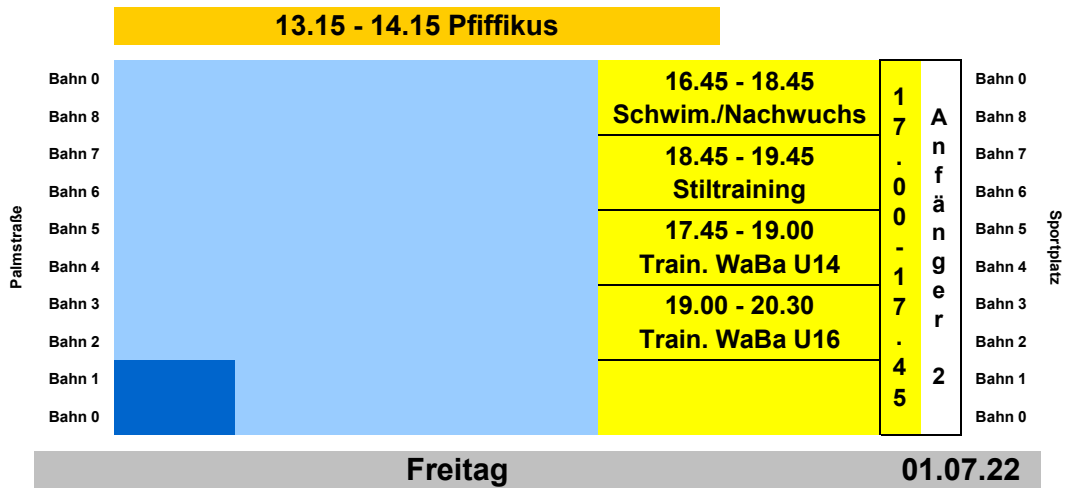 13.15 - 14.15 Pfiffikus
Palmstraße
Bahn 0
Bahn 8
Bahn 7
Bahn 6
Bahn 5
Bahn 4
Bahn 3
Bahn 2
Bahn 1
Bahn 0
16.45 - 18.45
Schwim./Nachwuchs
18.45 - 19.45
Stiltraining
17.45 - 19.00
Train. WaBa U14
19.00 - 20.30
Train. WaBa U16
17.00-17.45
Anfänger 2
Bahn 0
Bahn 8
Bahn 7
Bahn 6
Bahn 5
Bahn 4
Bahn 3
Bahn 2
Bahn 1
Bahn 0
Sportplatz
Freitag 01.07.22